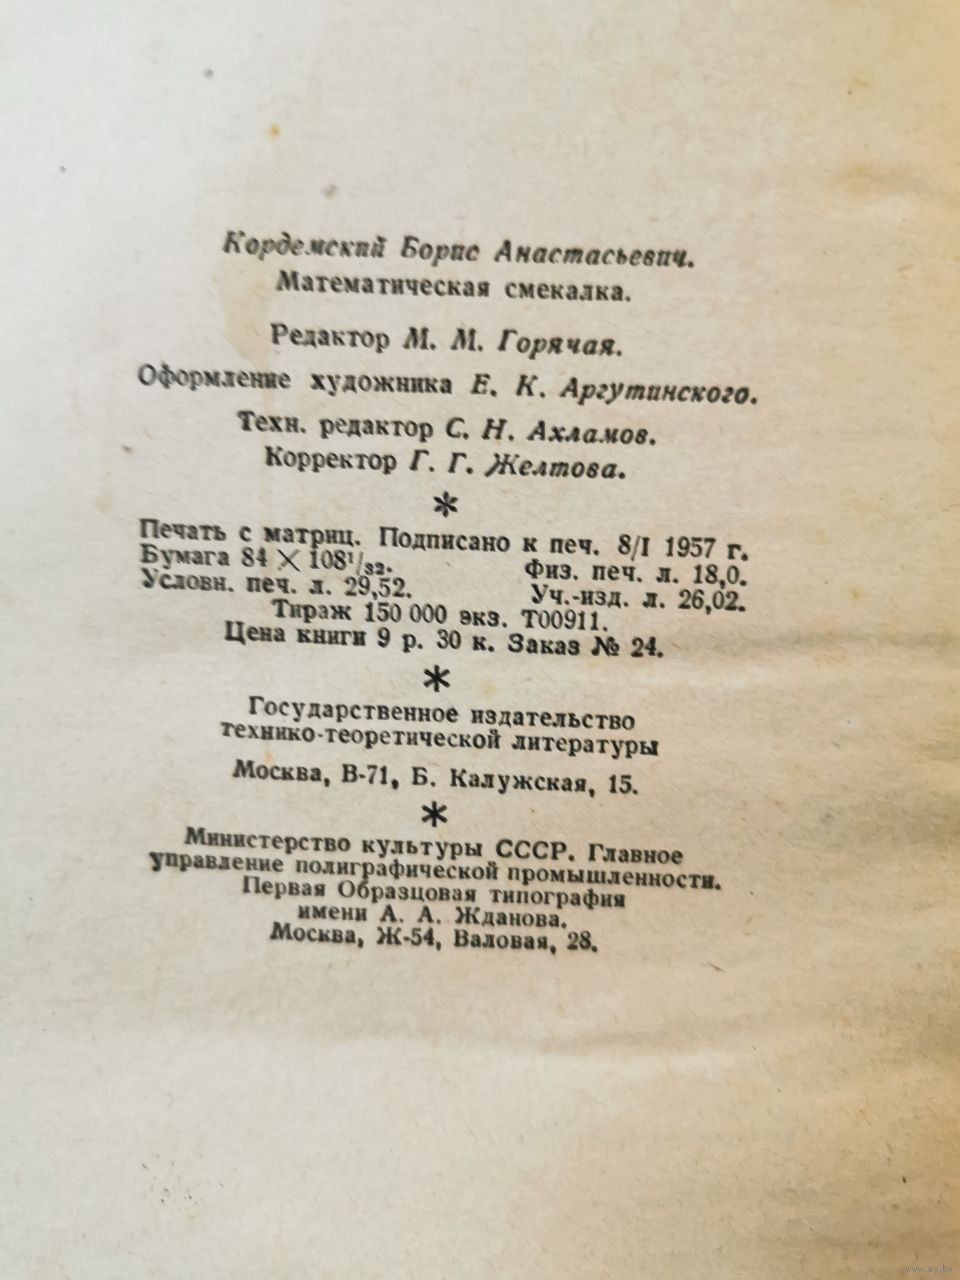 Кордемский Борис Анастасьевич.
Математическая смекалка.
Редактор М. М. Горячая.
Оформление художника Е. К. Аргутинского.
Техн. редактор С. Н. Ахламов.
Корректор Г. Г. Желтова.
*
Печать с матриц. Подписано к печ. 8/I 1957 г.
Бумага 84 × 108¹/₃₂. Физ. печ. л. 18,0.
Условн. печ. л. 29,52. Уч.-изд. л. 26,02.
Тираж 150 000 экз. Т00911.
Цена книги 9 р. 30 к. Заказ № 24.
*
Государственное издательство
технико-теоретической литературы
Москва, В-71, Б. Калужская, 15.
*
Министерство культуры СССР. Главное
управление полиграфической промышленности.
Первая Образцовая типография
имени А. А. Жданова.
Москва, Ж-54, Валовая, 28.
www.ay.by